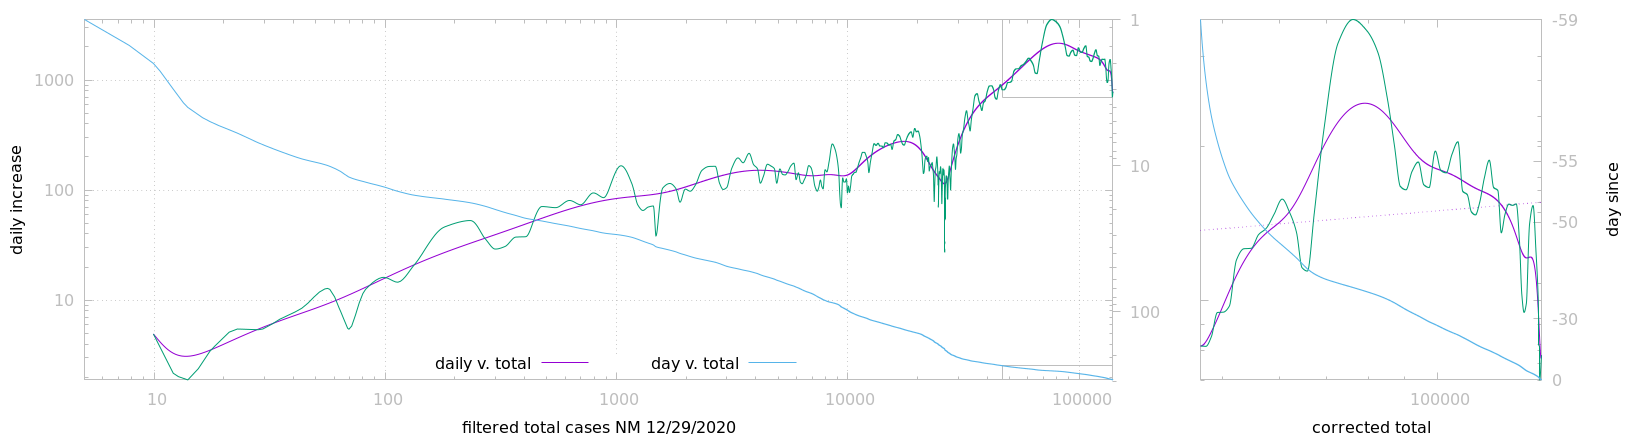 daily increase
1000
100
10
1
10
100
10
100
1000
10000
100000
daily v. total
day v. total
filtered total cases NM 12/29/2020
-59
-55
-50
-30
0
day since
100000
corrected total